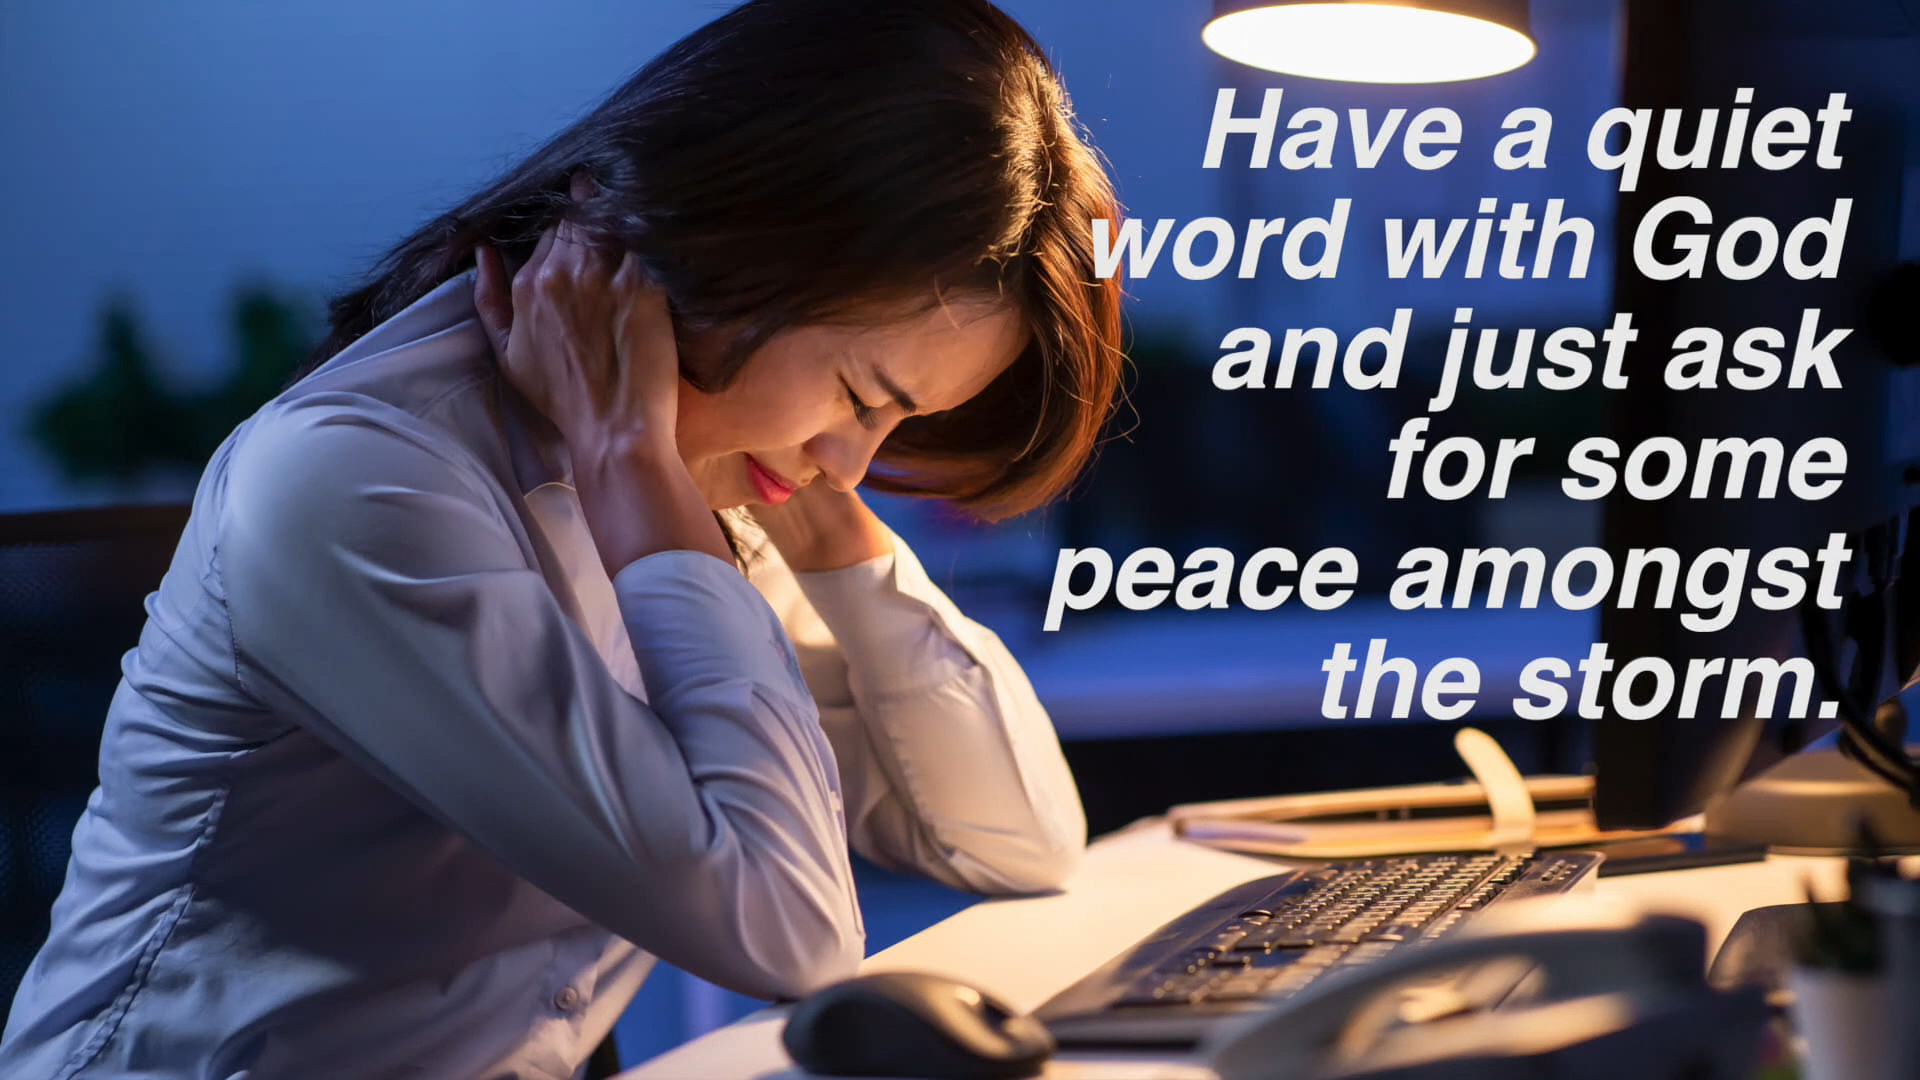 Have a quiet
word with God
and just ask
for some
peace amongst
the storm.